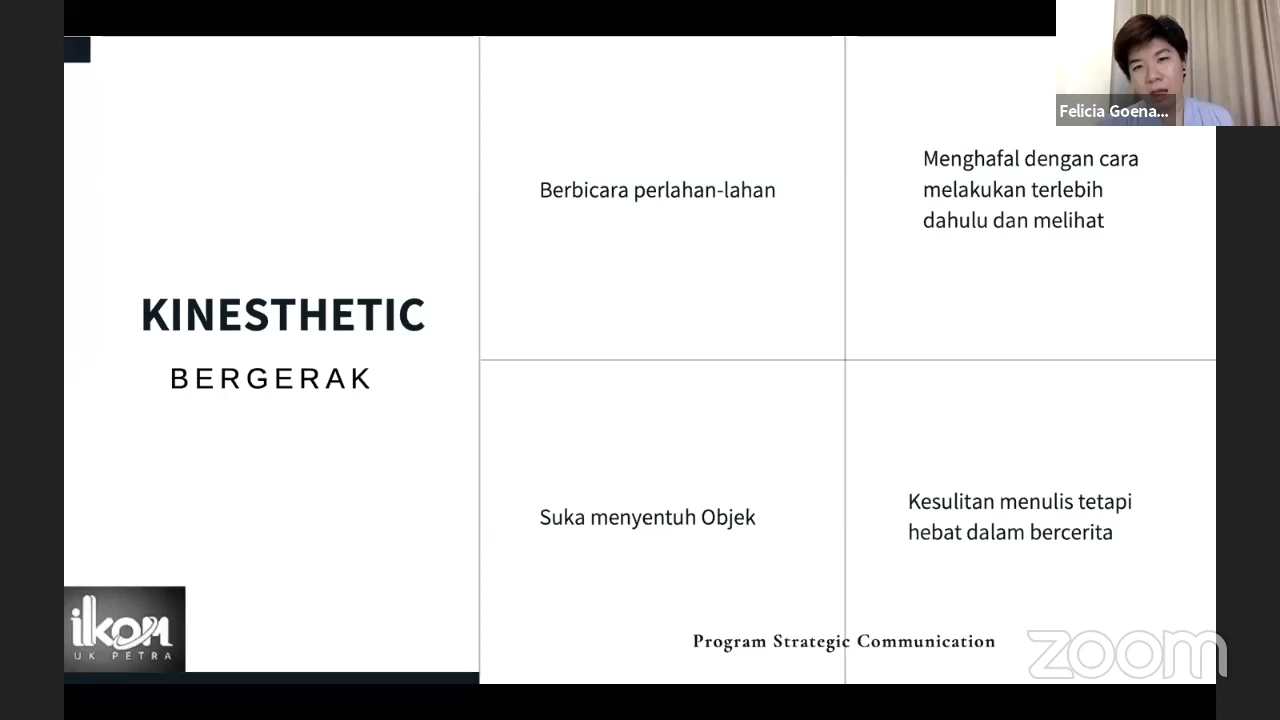 Felicia Goena...
Berbicara perlahan-lahan
Menghafal dengan cara
melakukan terlebih
dahulu dan melihat
KINESTHETIC
BERGERAK
Suka menyentuh Objek
Kesulitan menulis tetapi
hebat dalam bercerita
ilkom
UK PETRA
Program Strategic Communication
zoom